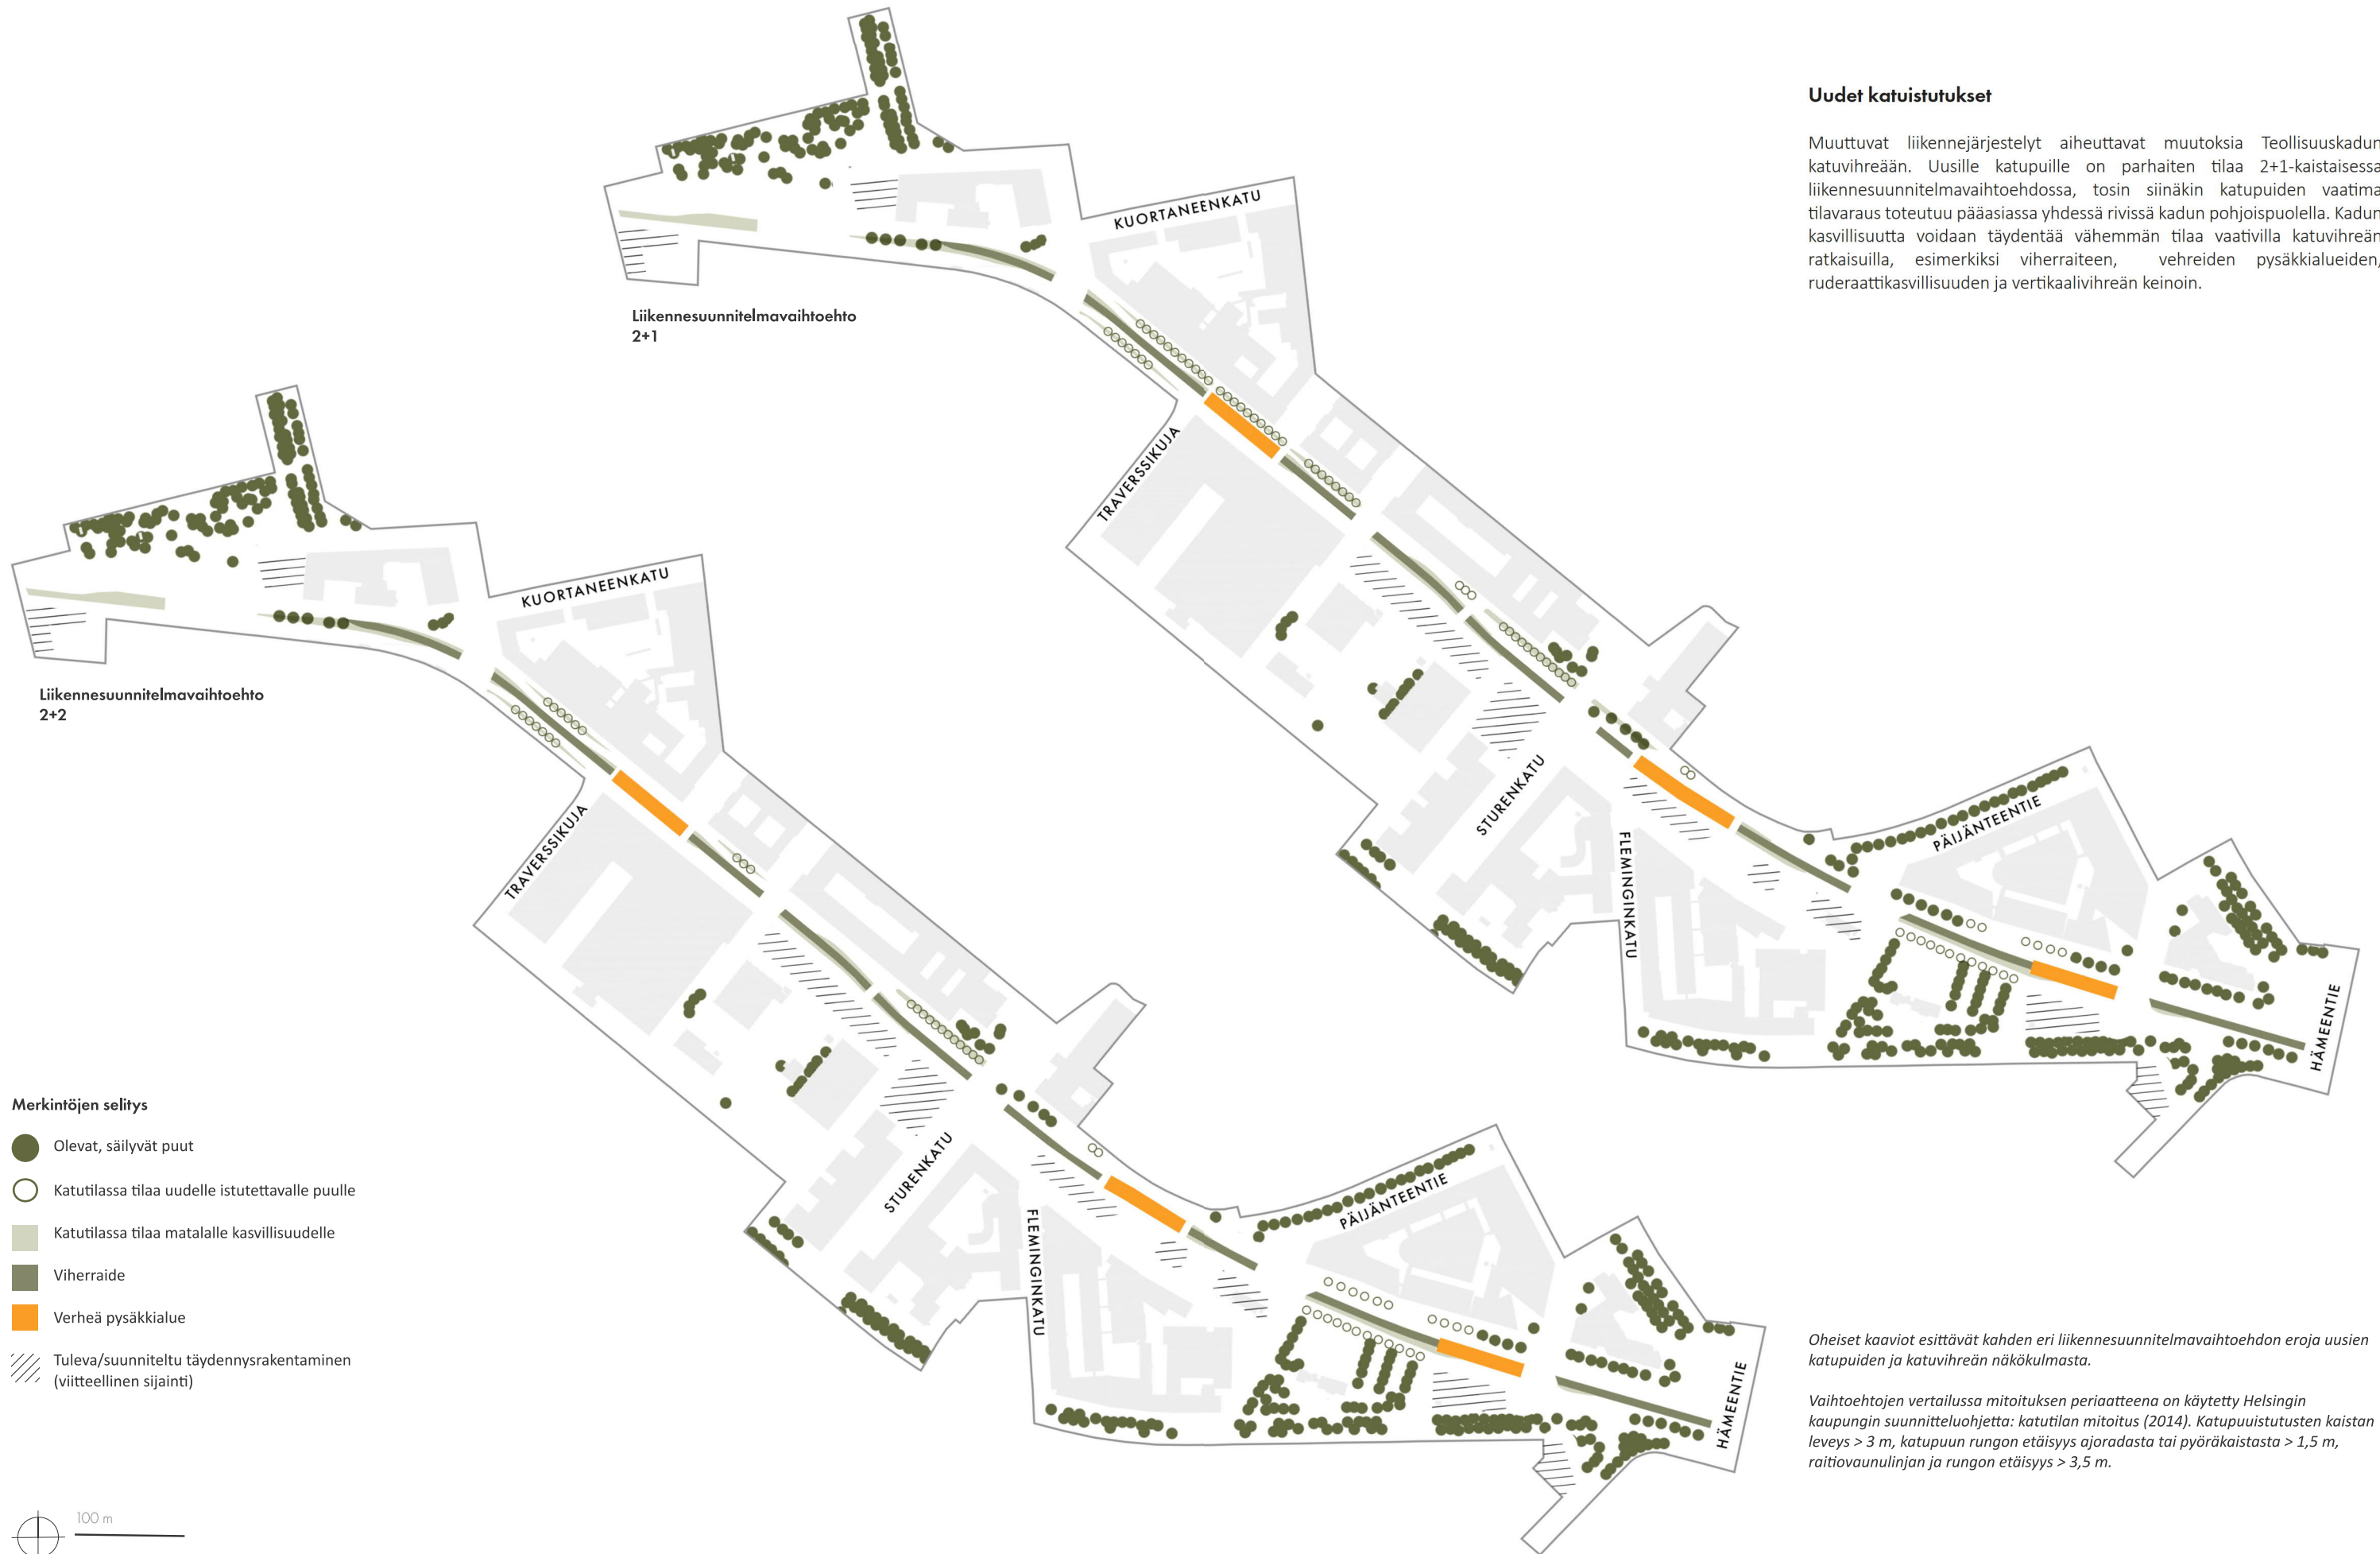 Uudet katuistutukset
Muuttuvat liikennejärjestelyt aiheuttavat muutoksia Teollisuuskadun
katuvihreään. Uusille katupuille on parhaiten tilaa 2+1-kaistaisessa
liikennesuunnitelmavaihtoehdossa, tosin siinäkin katupuiden vaatima
tilavaraus toteutuu pääasiassa yhdessä rivissä kadun pohjoispuolella. Kadun
kasvillisuutta voidaan täydentää vähemmän tilaa vaativilla katuvihreän
ratkaisuilla, esimerkiksi viherraiteen, vehreiden pysäkkialueiden,
ruderaattikasvillisuuden ja vertikaalivihreän keinoin.
KUORTANEENKATU
Liikennesuunnitelmavaihtoehto
2+1
TRAVERSSIKUJA
STURENKATU
FLEMINGINKATU
PÄIJÄNTEENTIE
HÄMEENTIE
KUORTANEENKATU
Liikennesuunnitelmavaihtoehto
2+2
TRAVERSSIKUJA
STURENKATU
FLEMINGINKATU
PÄIJÄNTEENTIE
HÄMEENTIE
Merkintöjen selitys
Olevat, säilyvät puut
Katutilassa tilaa uudelle istutettavalle puulle
Katutilassa tilaa matalalle kasvillisuudelle
Viherraide
Verheä pysäkkialue
Tuleva/suunniteltu täydennysrakentaminen
(viitteellinen sijainti)
100 m
Oheiset kaaviot esittävät kahden eri liikennesuunnitelmavaihtoehdon eroja uusien
katupuiden ja katuvihreän näkökulmasta.
Vaihtoehtojen vertailussa mitoituksen periaatteena on käytetty Helsingin
kaupungin suunnitteluohjetta: katutilan mitoitus (2014). Katupuuistutusten kaistan
leveys > 3 m, katupuun rungon etäisyys ajoradasta tai pyöräkaistasta > 1,5 m,
raitiovaunulinjan ja rungon etäisyys > 3,5 m.